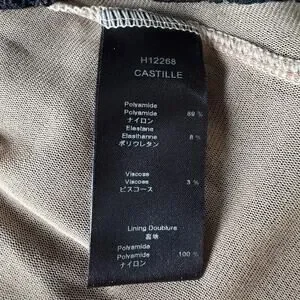 H12268
CASTILLE
Polyamide
Polyamide 89 %
ナイロン
Elastane
Elasthanne 8 %
ポリウレタン
Viscose
Viscose 3 %
ビスコース
Lining Doublure
裏地
Polyamide
Polyamide 100 %
ナイロン